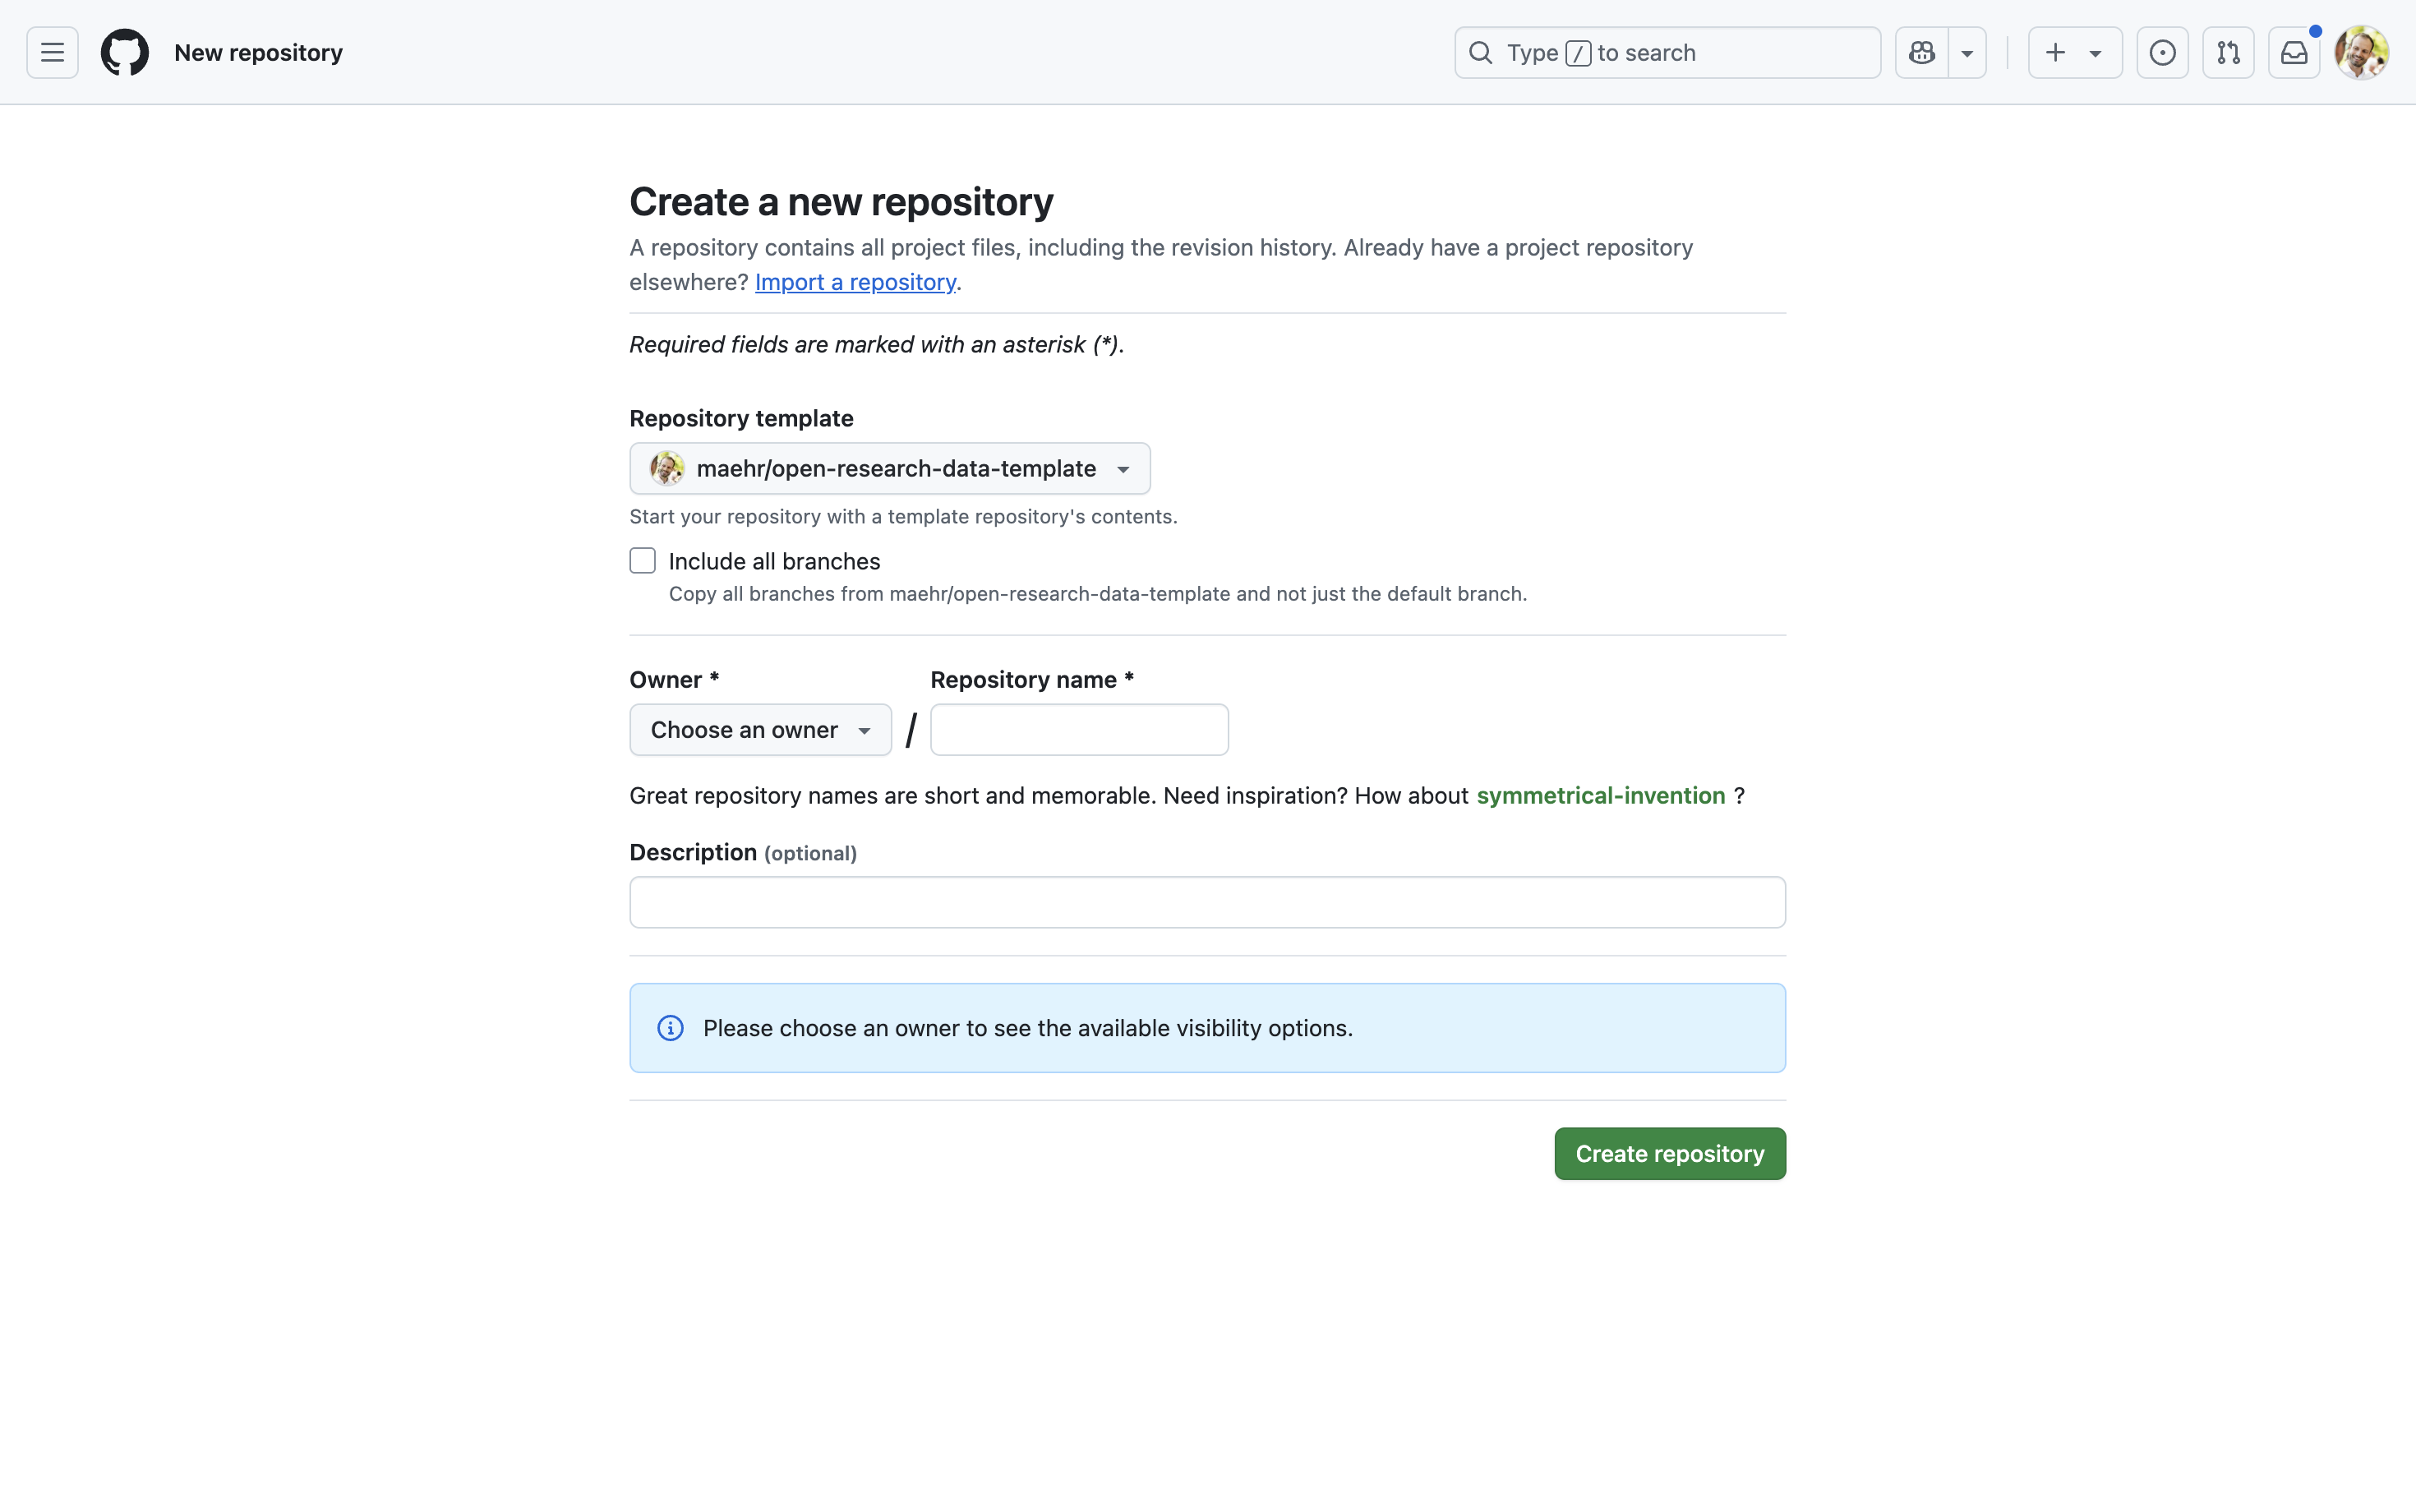 New repository
Type / to search
Create a new repository
A repository contains all project files, including the revision history. Already have a project repository
elsewhere? Import a repository.
Required fields are marked with an asterisk (*).
Repository template
maehr/open-research-data-template
Start your repository with a template repository's contents.
Include all branches
Copy all branches from maehr/open-research-data-template and not just the default branch.
Owner * Repository name *
Choose an owner /
Great repository names are short and memorable. Need inspiration? How about symmetrical-invention ?
Description (optional)
Please choose an owner to see the available visibility options.
Create repository